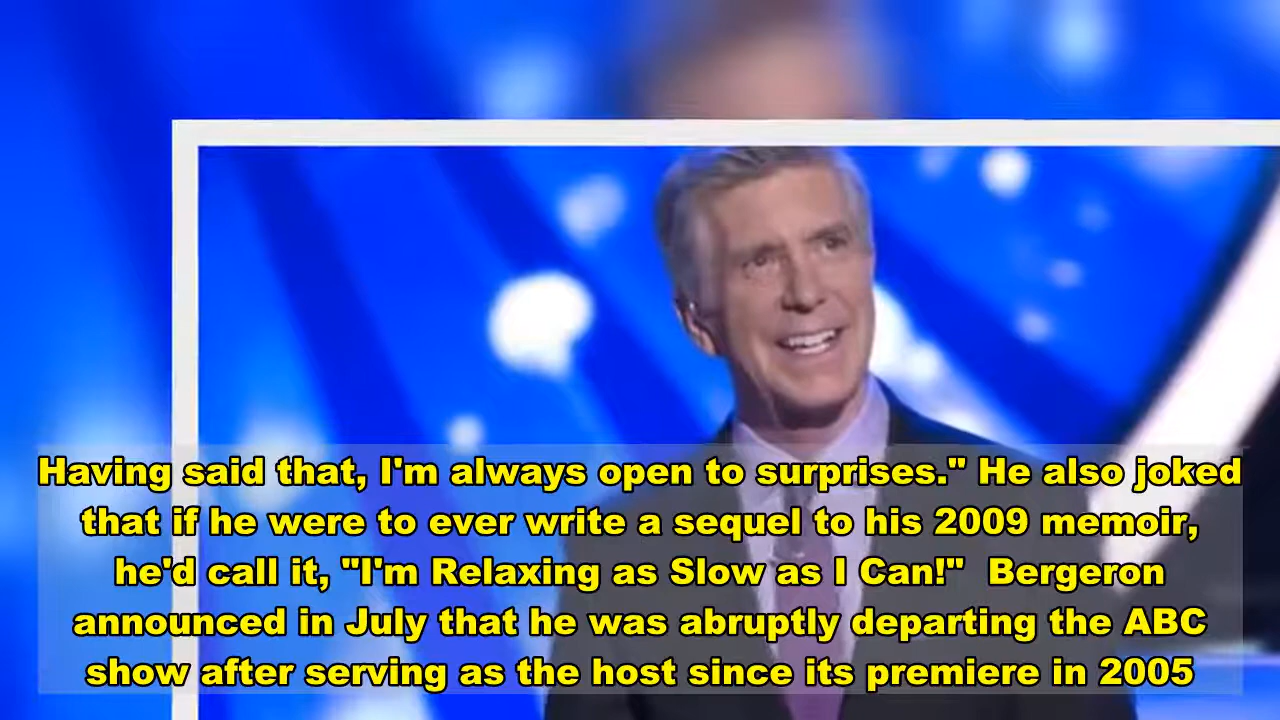 Having said that, I'm always open to surprises." He also joked
that if he were to ever write a sequel to his 2009 memoir,
he'd call it, "I'm Relaxing as Slow as I Can!"  Bergeron
announced in July that he was abruptly departing the ABC
show after serving as the host since its premiere in 2005